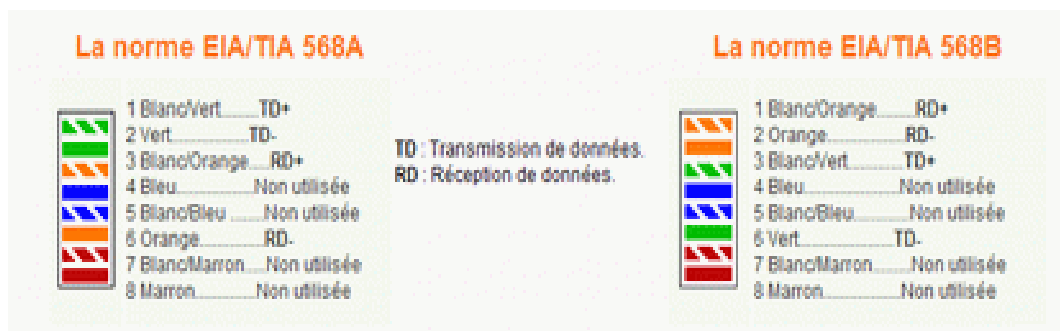 La norme EIA/TIA 568A
1 Blanc/Vert........TD+
2 Vert.................TD-
3 Blanc/Orange.....RD+
4 Bleu.................Non utilisée
5 Blanc/Bleu .......Non utilisée
6 Orange.............RD-
7 Blanc/Marron.....Non utilisée
8 Marron..............Non utilisée
TD : Transmission de données.
RD : Réception de données.
La norme EIA/TIA 568B
1 Blanc/Orange........RD+
2 Orange................RD-
3 Blanc/Vert...........TD+
4 Bleu....................Non utilisée
5 Blanc/Bleu...........Non utilisée
6 Vert....................TD-
7 Blanc/Marron........Non utilisée
8 Marron.................Non utilisée